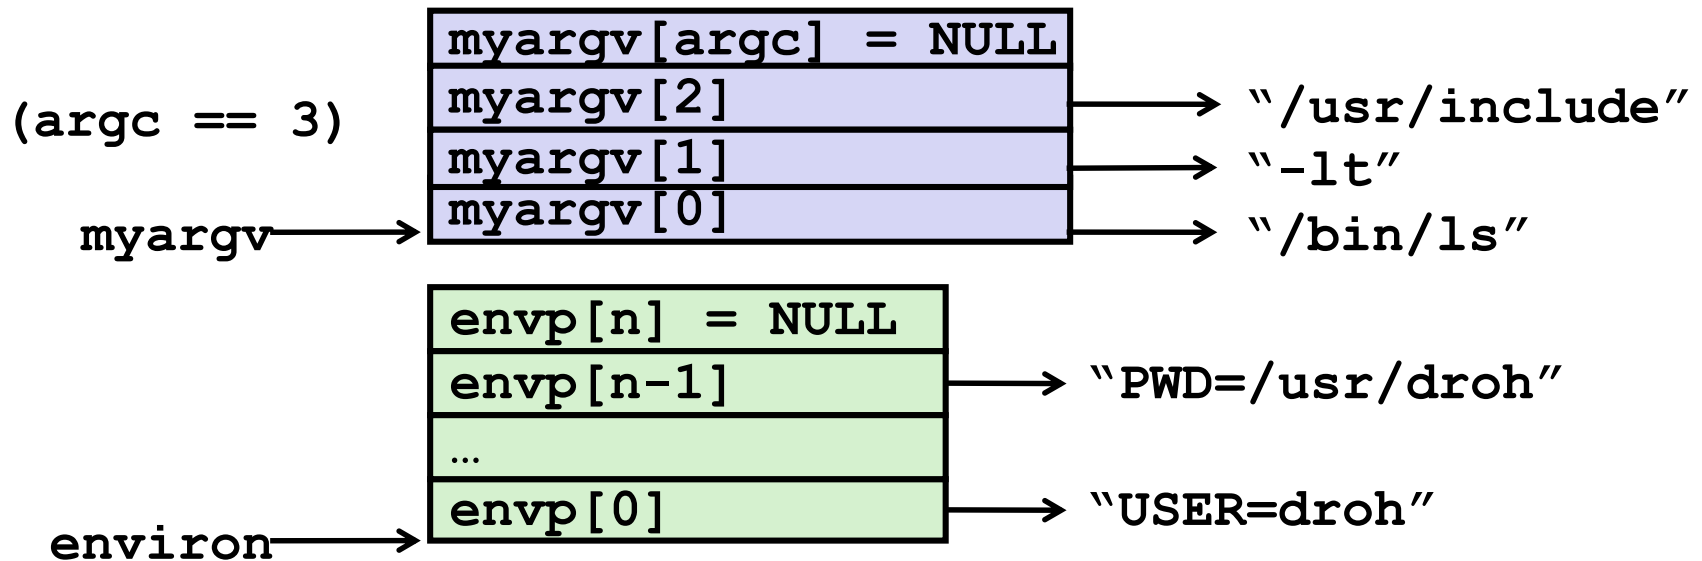 myargv[argc] = NULL
myargv[2]
“/usr/include”
(argc == 3)
myargv[1]
“-lt”
myargv[0]
myargv
“/bin/ls”
envp[n] = NULL
envp[n-1]
“PWD=/usr/droh”
…
envp[0]
“USER=droh”
environ